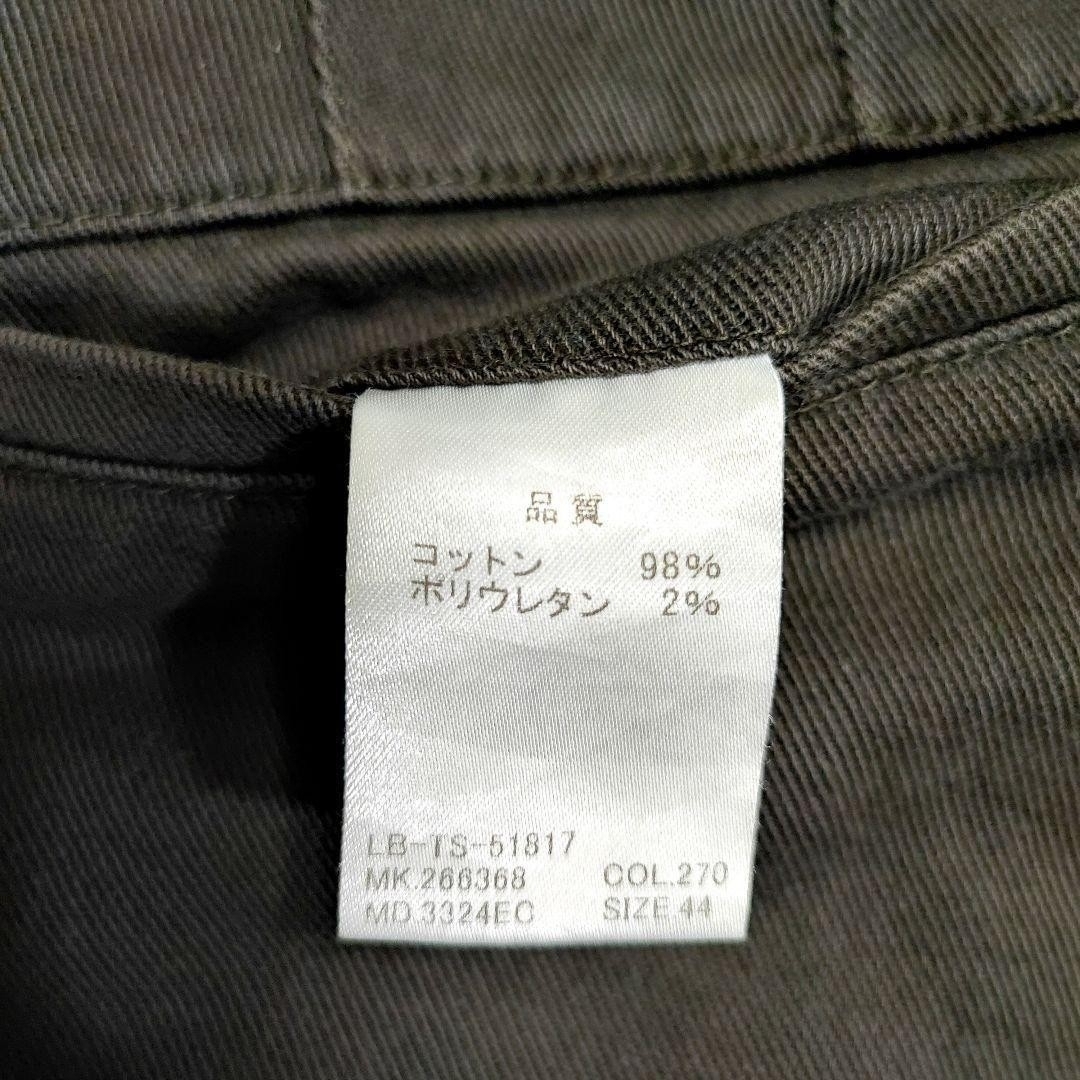 品質
コットン 98%
ポリウレタン 2%
LB-TS-51817
MK.266368 COL.270
MD.3324EC SIZE 44